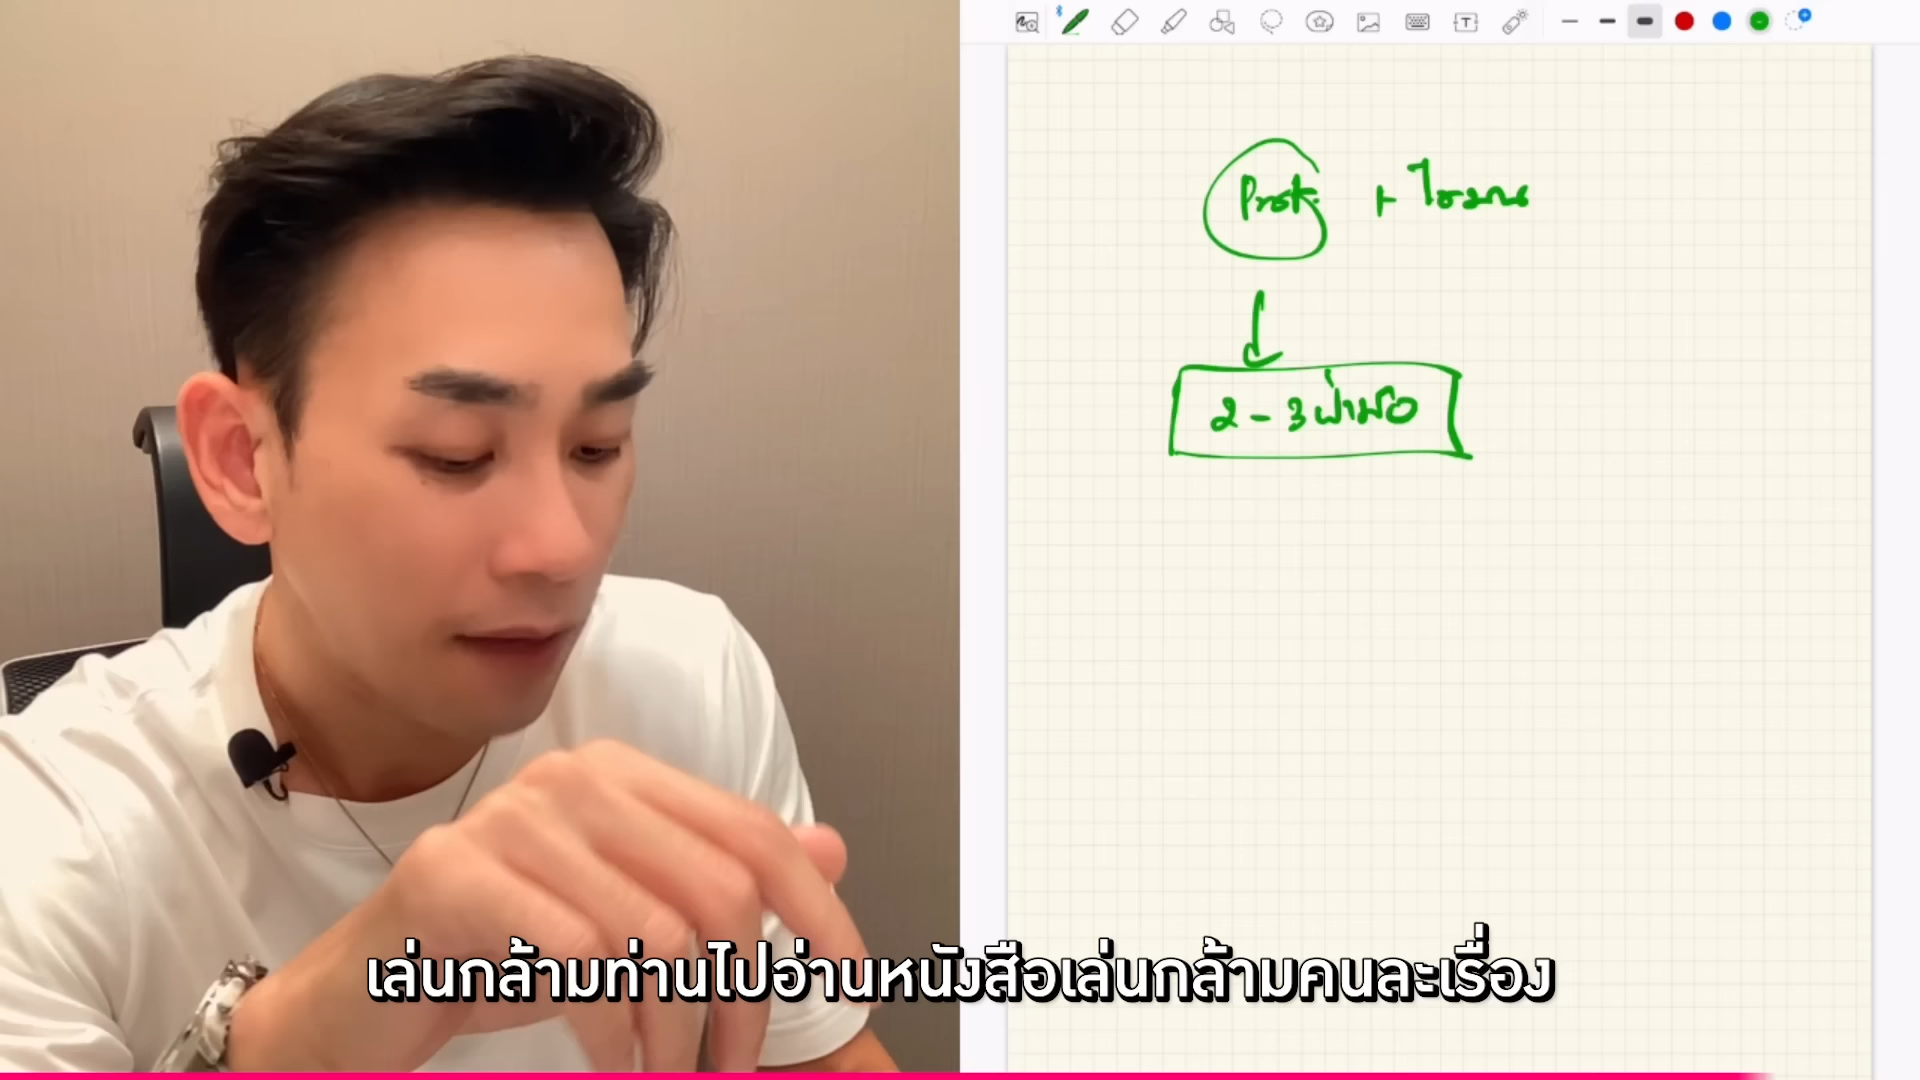 Prot. + ไขมัน
2 - 3 ฝ่ามือ
เล่นกล้ามท่านไปอ่านหนังสือเล่นกล้ามคนละเรื่อง